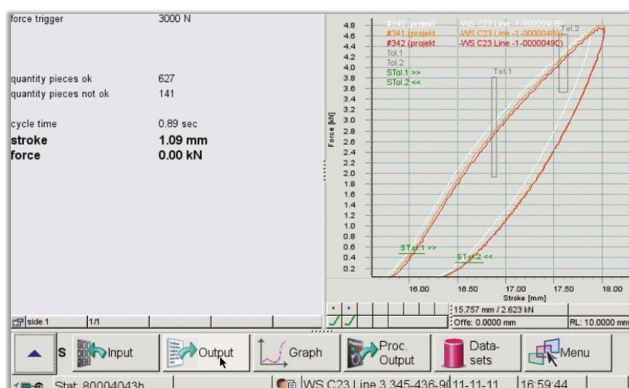 force trigger 3000 N
quantity pieces ok 627
quantity pieces not ok 141
cycle time 0.89 sec
stroke 1.09 mm
force 0.00 kN
side 1 1/1
#341 (projekt -WS C23 Line -1-0000048
#342 (projekt -WS C23 Line -1-0000049C)
Tol.1
Tol.2
STol.1 >>
STol.2 <<
Tol.1
Tol.2
STol.1 >>
STol.2 <<
Force [kN]
4.8
4.6
4.4
4.2
4.0
3.8
3.6
3.4
3.2
3.0
2.8
2.6
2.4
2.2
2.0
1.8
1.6
1.4
1.2
1.0
0.8
0.6
0.4
0.2
16.00 16.50 17.00 17.50 18.00
Stroke [mm]
15.757 mm / 2.623 kN
Offs: 0.0000 mm RL: 10.0000 mm
S Input Output Graph Proc. Output Data-sets Menu
Stat: 80004043h WS C23 Line 3 345-436-9( 11-11-11 16:59:44